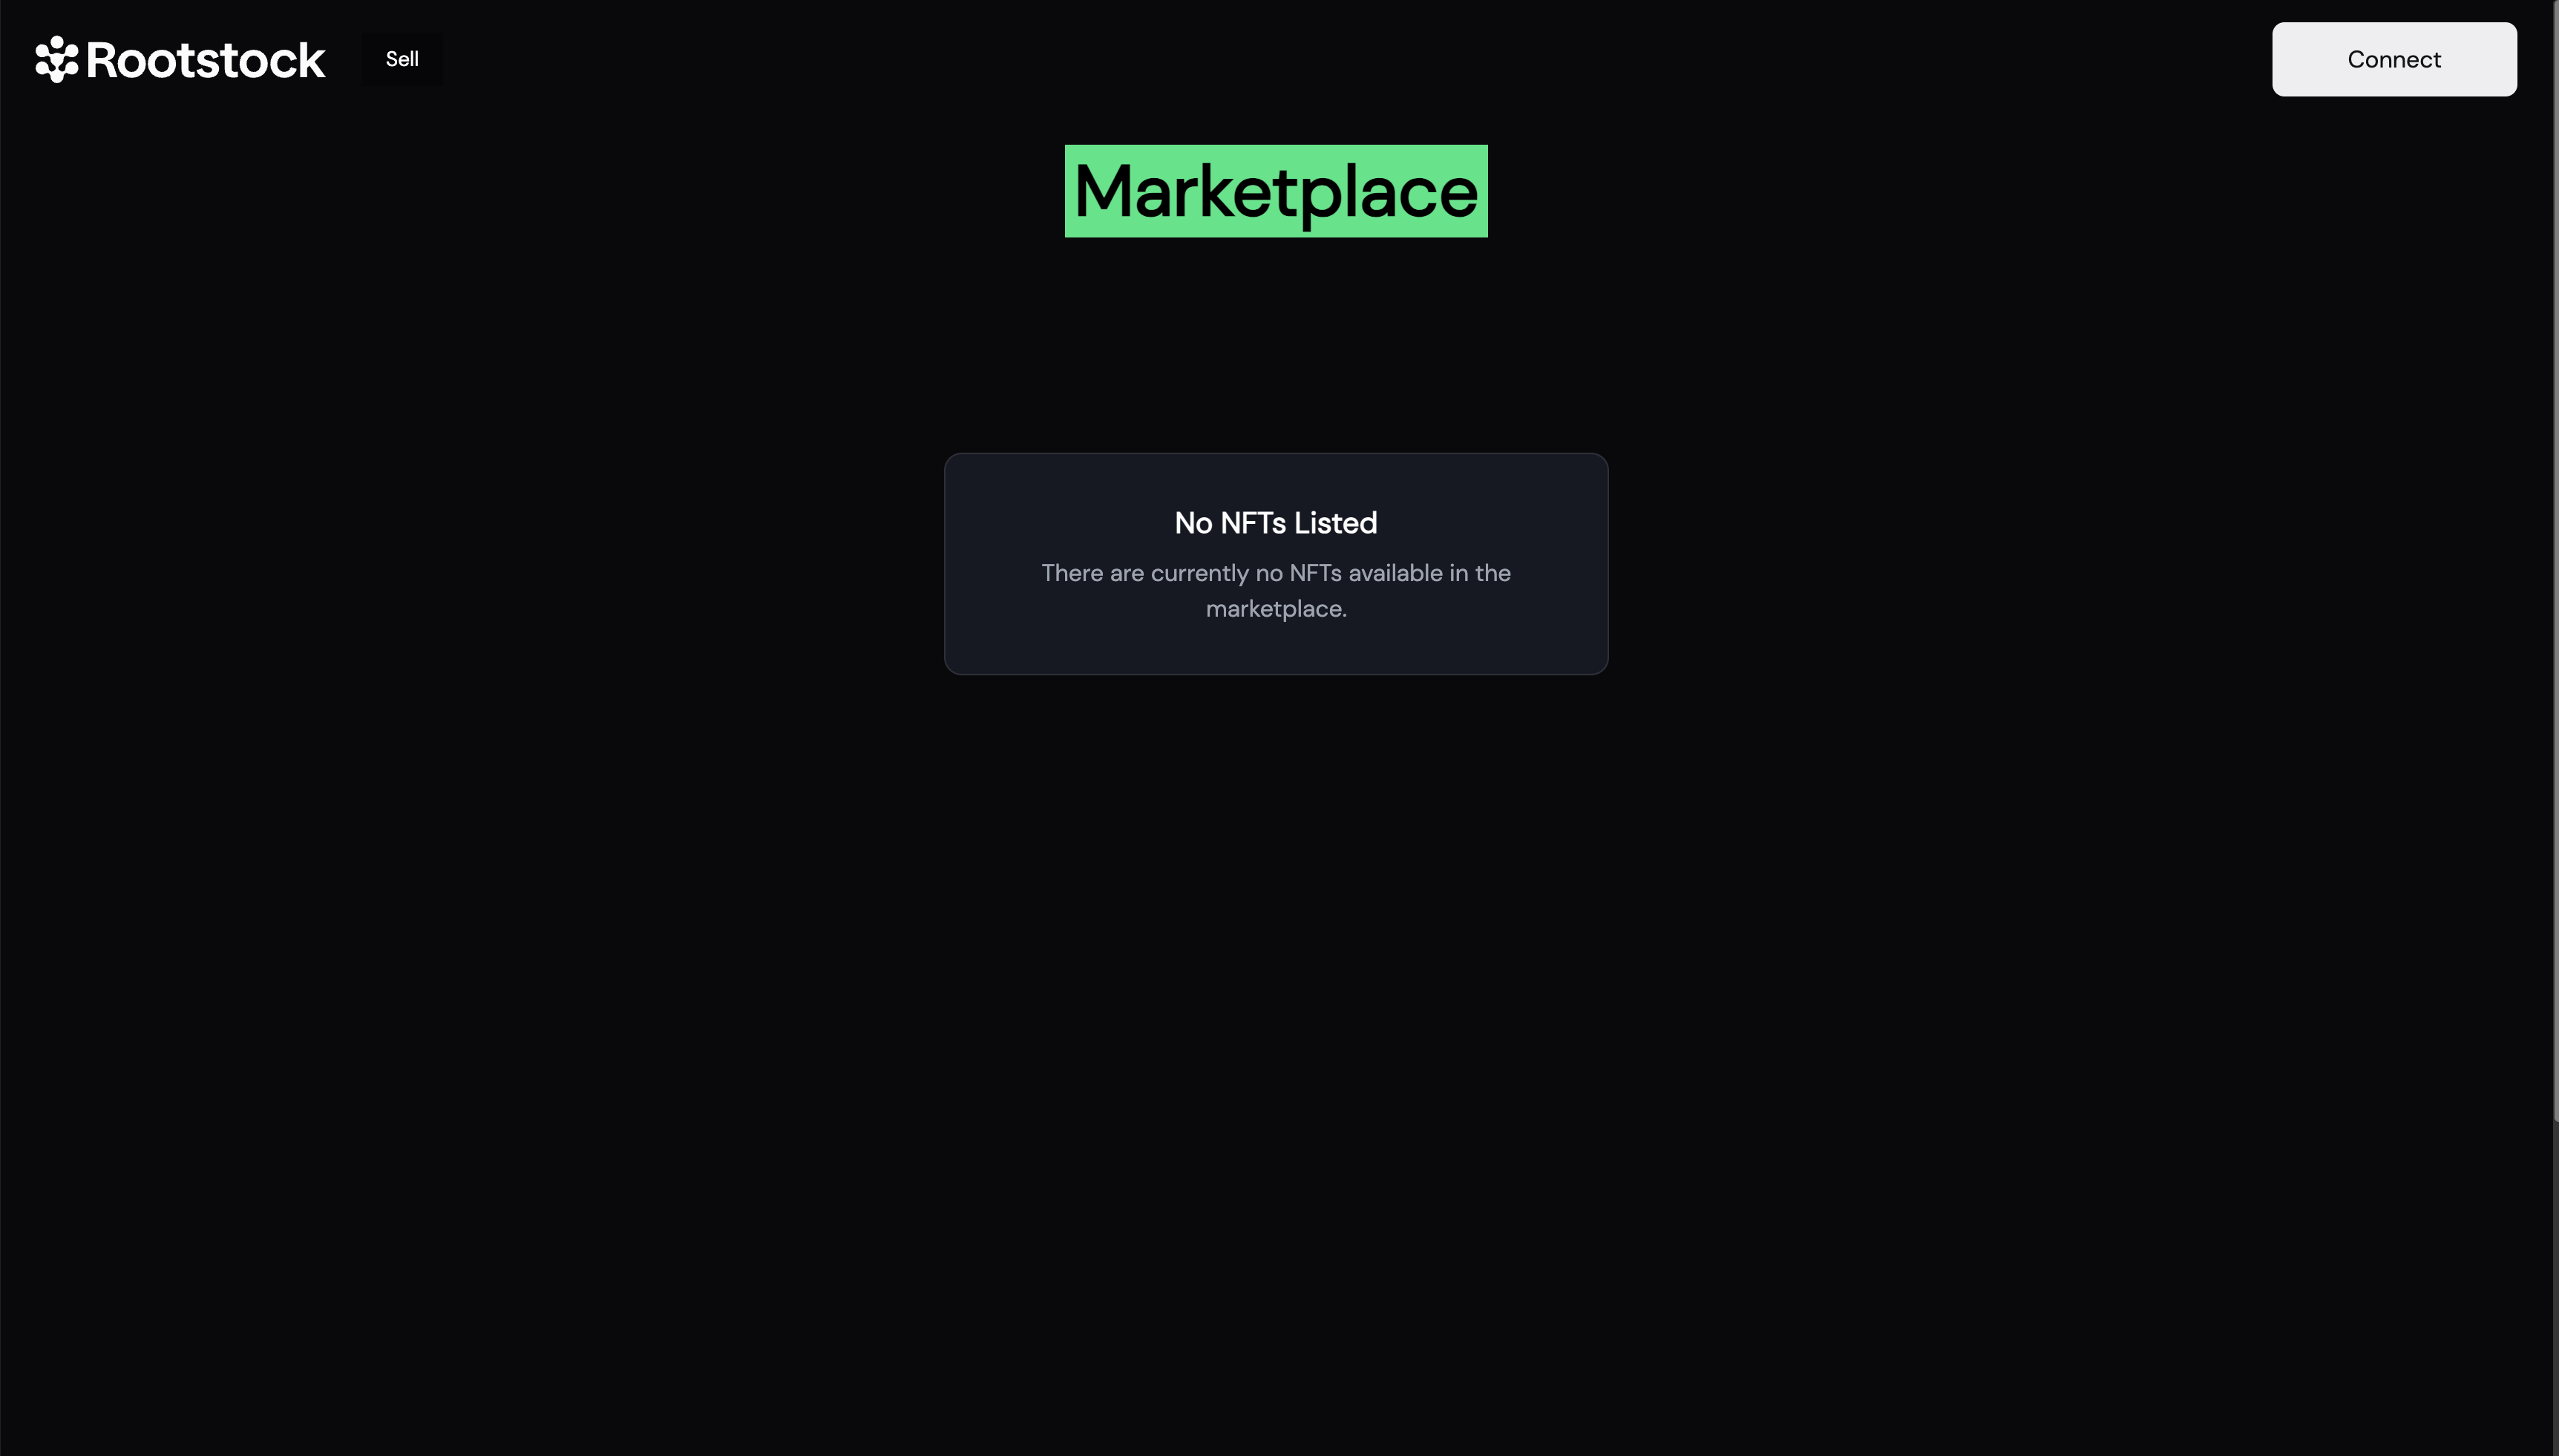 Rootstock
Sell
Connect
Marketplace
No NFTs Listed
There are currently no NFTs available in the
marketplace.